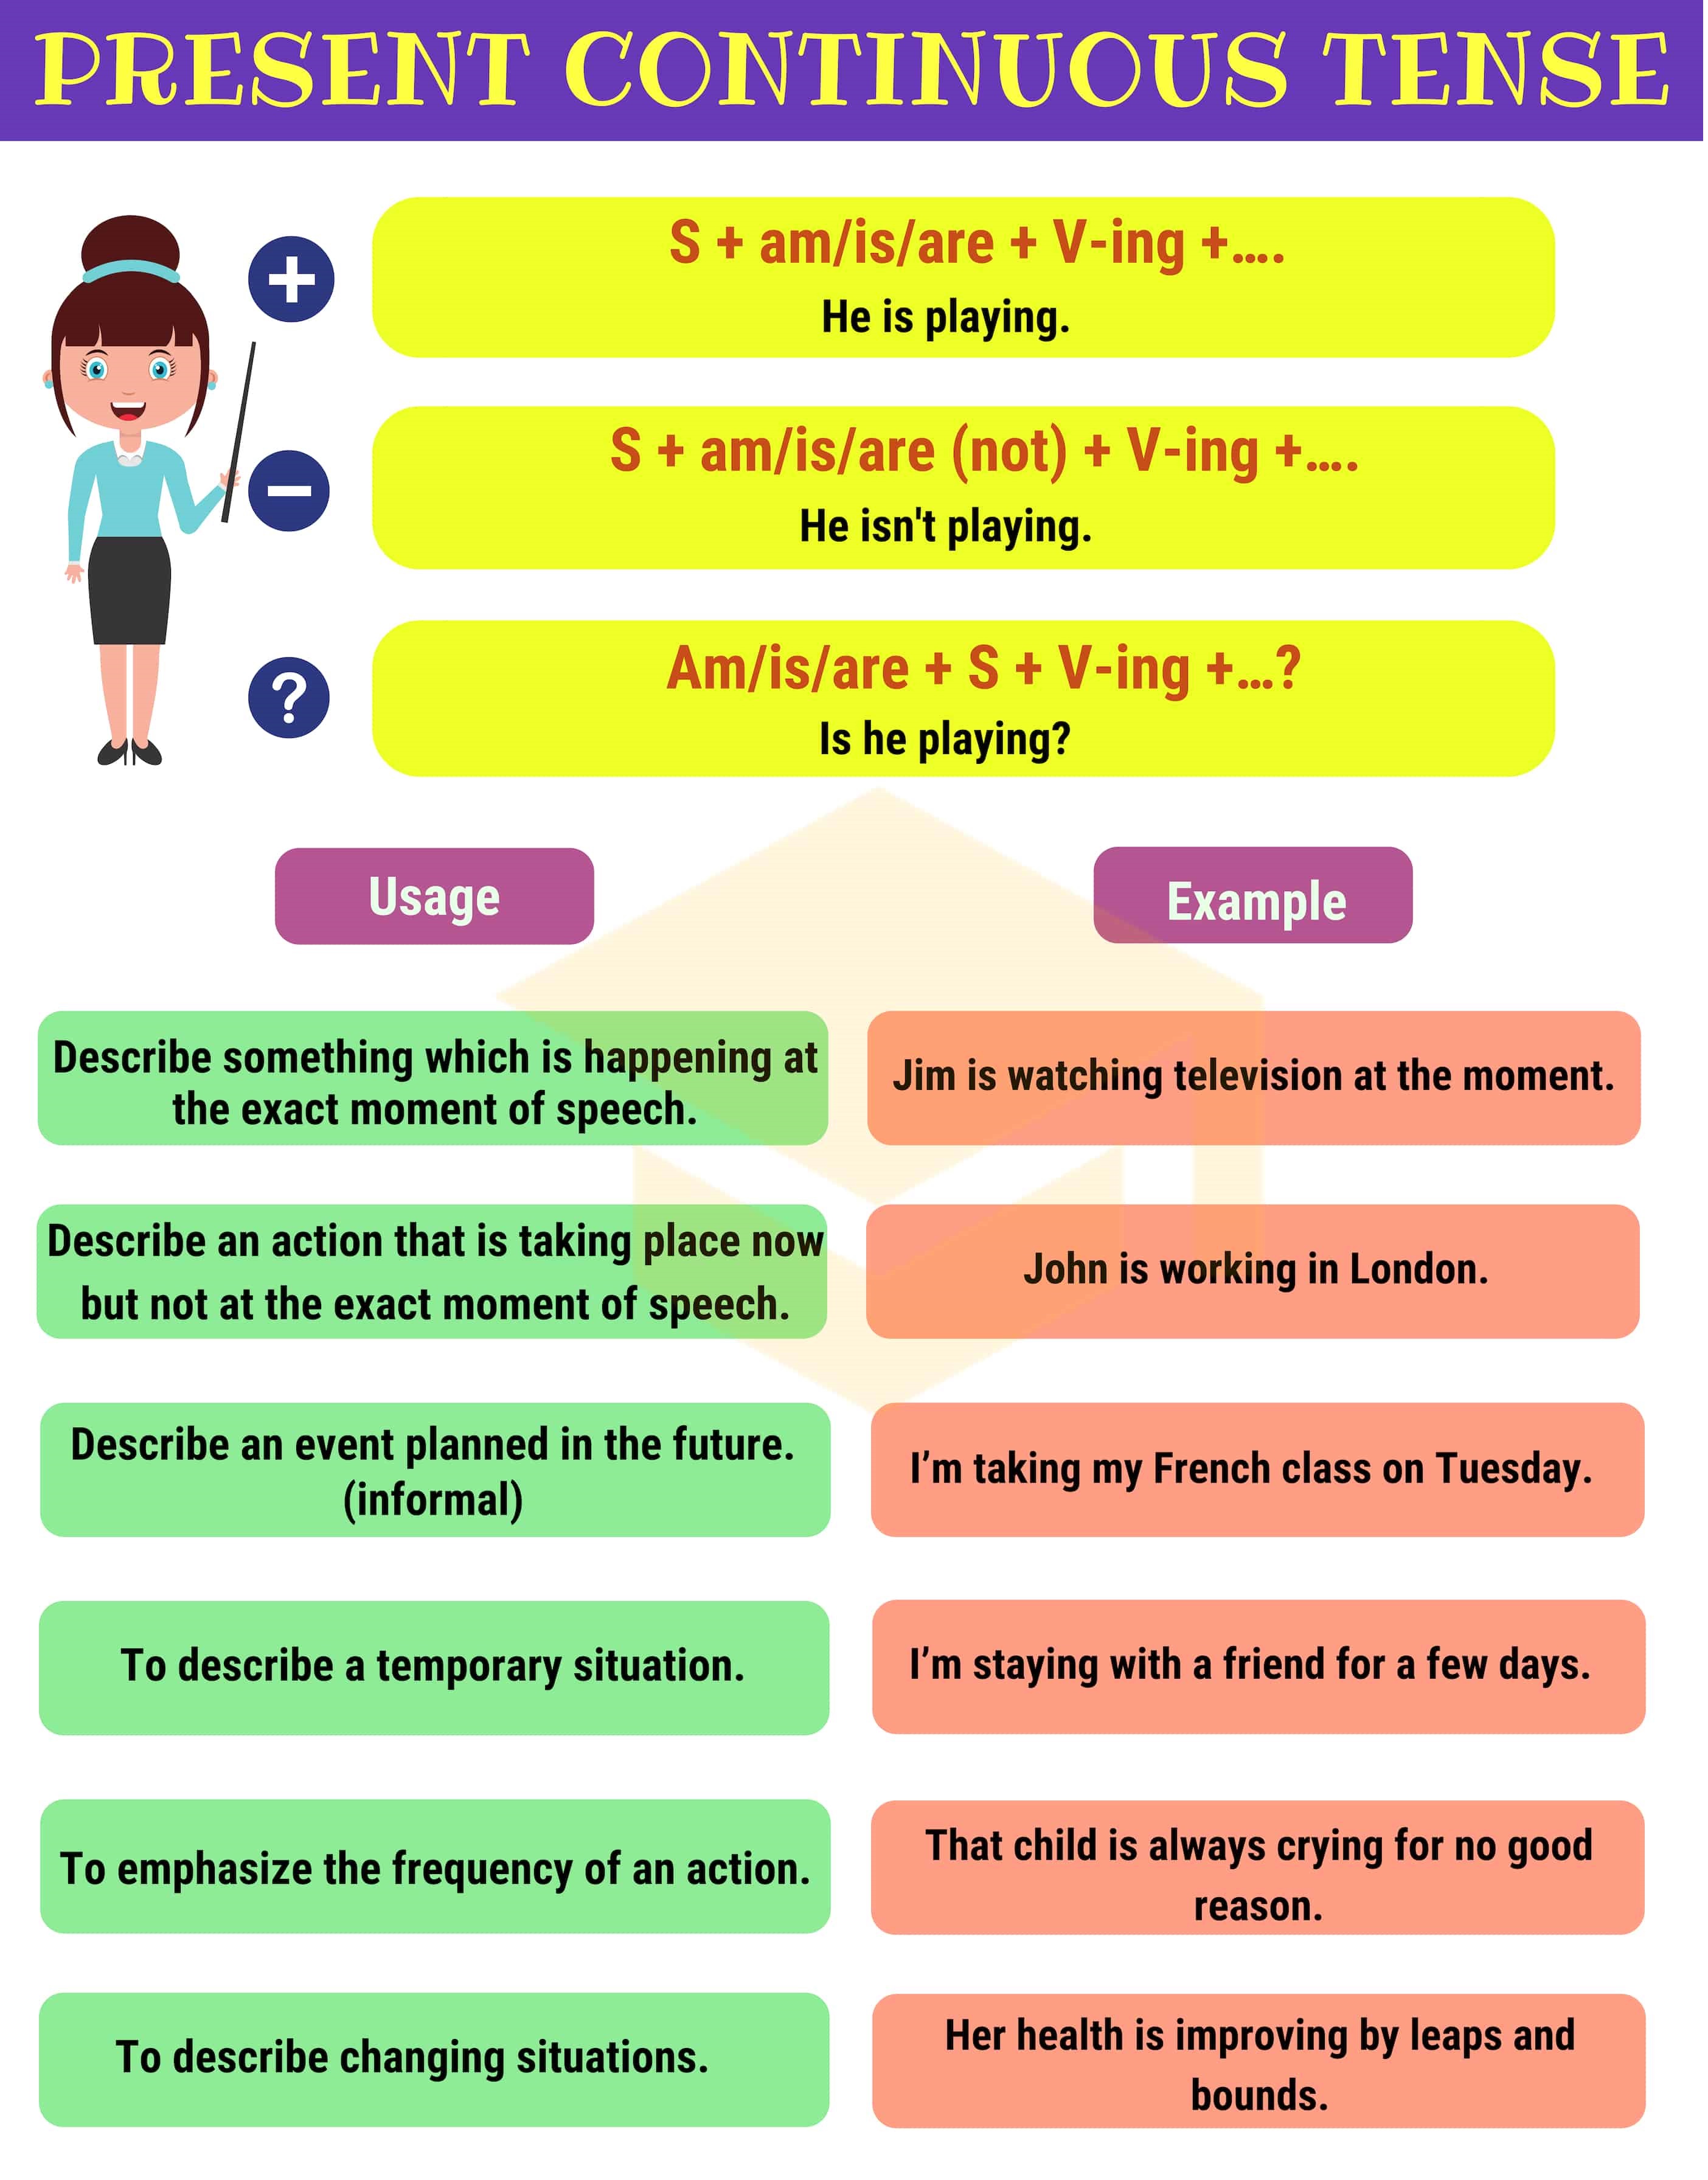 PRESENT CONTINUOUS TENSE
S + am/is/are + V-ing +....
He is playing.
S + am/is/are (not) + V-ing +....
He isn't playing.
Am/is/are + S + V-ing +...?
Is he playing?
Usage
Example
Describe something which is happening at
the exact moment of speech.
Jim is watching television at the moment.
Describe an action that is taking place now
but not at the exact moment of speech.
John is working in London.
Describe an event planned in the future.
(informal)
I’m taking my French class on Tuesday.
To describe a temporary situation.
I’m staying with a friend for a few days.
To emphasize the frequency of an action.
That child is always crying for no good
reason.
To describe changing situations.
Her health is improving by leaps and
bounds.